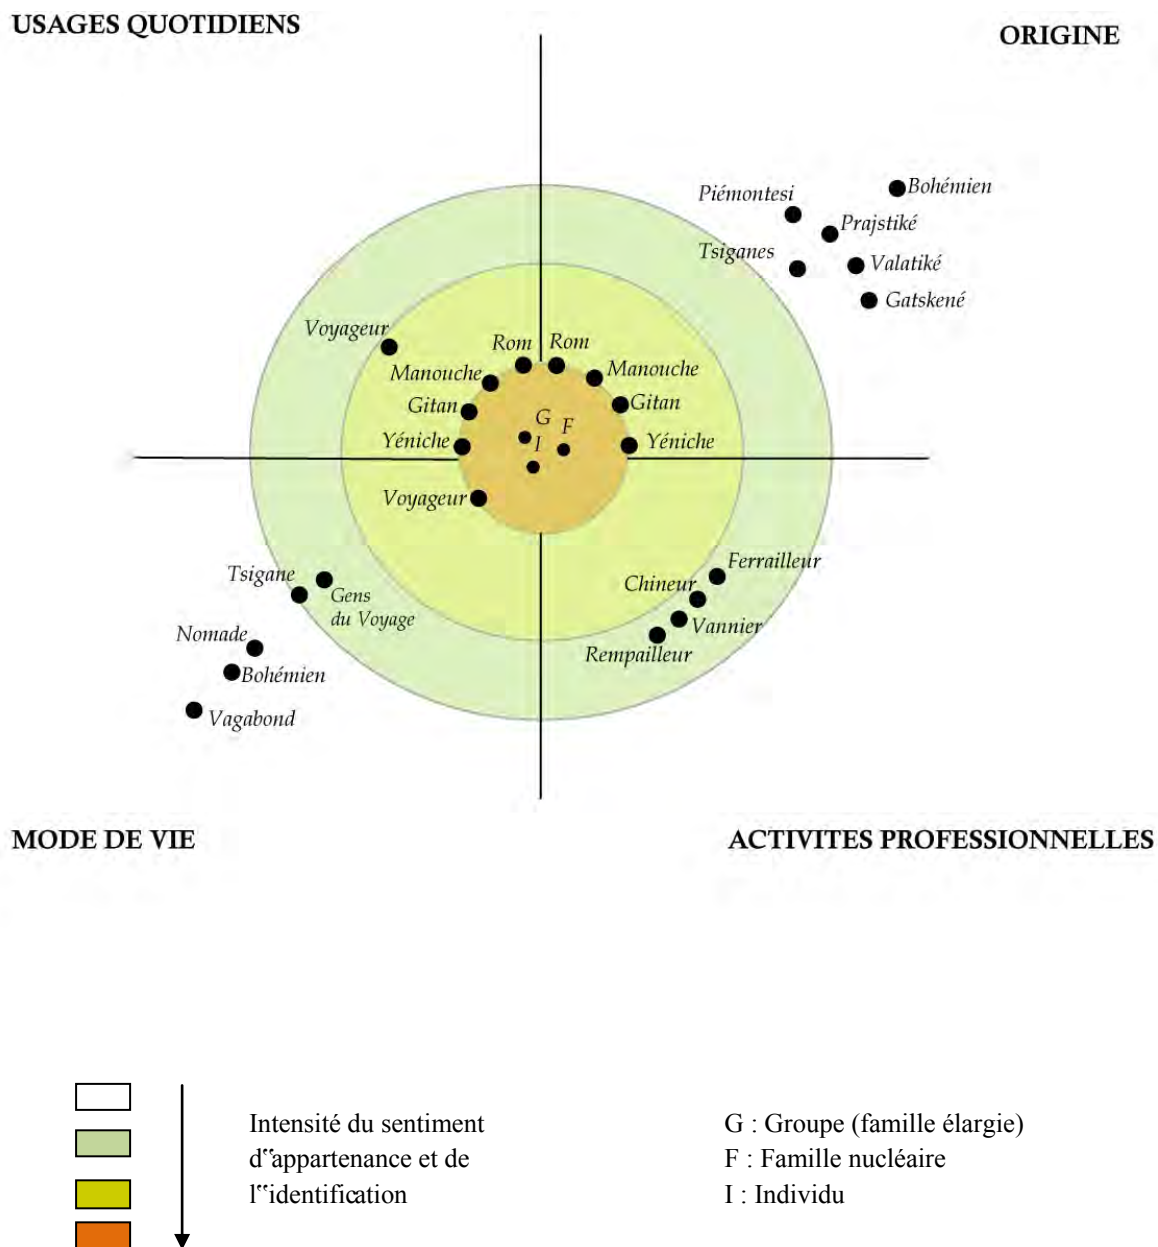 USAGES QUOTIDIENS
ORIGINE
Bohémien
Piémontesi
Prajstiké
Tsiganes
Valatiké
Gatskené
Voyageur
Rom
Rom
Manouche
Manouche
Gitan
Gitan
G
F
Yéniche
I
Yéniche
Voyageur
Ferrailleur
Tsigane
Chineur
Gens
du Voyage
Vannier
Nomade
Rempailleur
Bohémien
Vagabond
MODE DE VIE
ACTIVITES PROFESSIONNELLES
Intensité du sentiment
d‟appartenance et de
l‟identification
G : Groupe (famille élargie)
F : Famille nucléaire
I : Individu